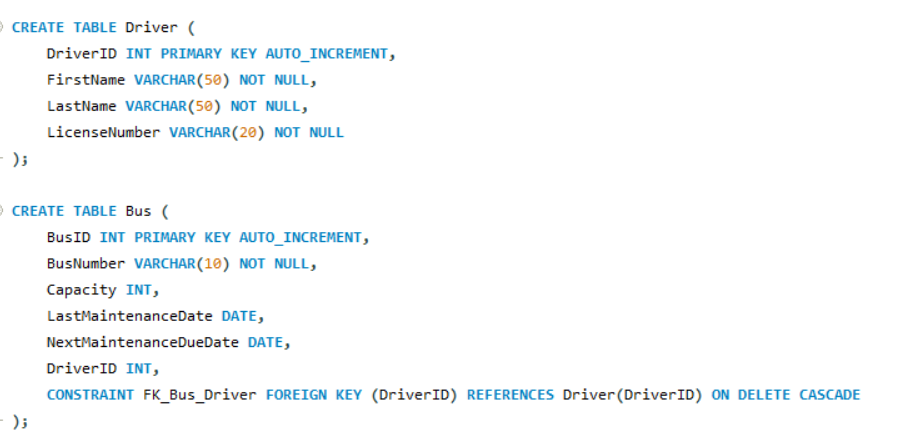 CREATE TABLE Driver (
DriverID INT PRIMARY KEY AUTO_INCREMENT,
FirstName VARCHAR(50) NOT NULL,
LastName VARCHAR(50) NOT NULL,
LicenseNumber VARCHAR(20) NOT NULL
);
CREATE TABLE Bus (
BusID INT PRIMARY KEY AUTO_INCREMENT,
BusNumber VARCHAR(10) NOT NULL,
Capacity INT,
LastMaintenanceDate DATE,
NextMaintenanceDueDate DATE,
DriverID INT,
CONSTRAINT FK_Bus_Driver FOREIGN KEY (DriverID) REFERENCES Driver(DriverID) ON DELETE CASCADE
);